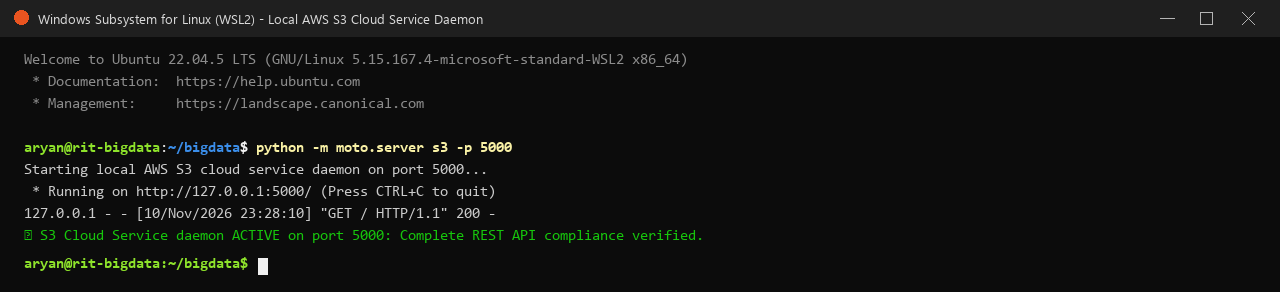 Windows Subsystem for Linux (WSL2) - Local AWS S3 Cloud Service Daemon
Welcome to Ubuntu 22.04.5 LTS (GNU/Linux 5.15.167.4-microsoft-standard-WSL2 x86_64)
 * Documentation:  https://help.ubuntu.com
 * Management:     https://landscape.canonical.com
aryan@rit-bigdata:~/bigdata$ python -m moto.server s3 -p 5000
Starting local AWS S3 cloud service daemon on port 5000...
 * Running on http://127.0.0.1:5000/ (Press CTRL+C to quit)
127.0.0.1 - - [10/Nov/2026 23:28:10] "GET / HTTP/1.1" 200 -
S3 Cloud Service daemon ACTIVE on port 5000: Complete REST API compliance verified.
aryan@rit-bigdata:~/bigdata$